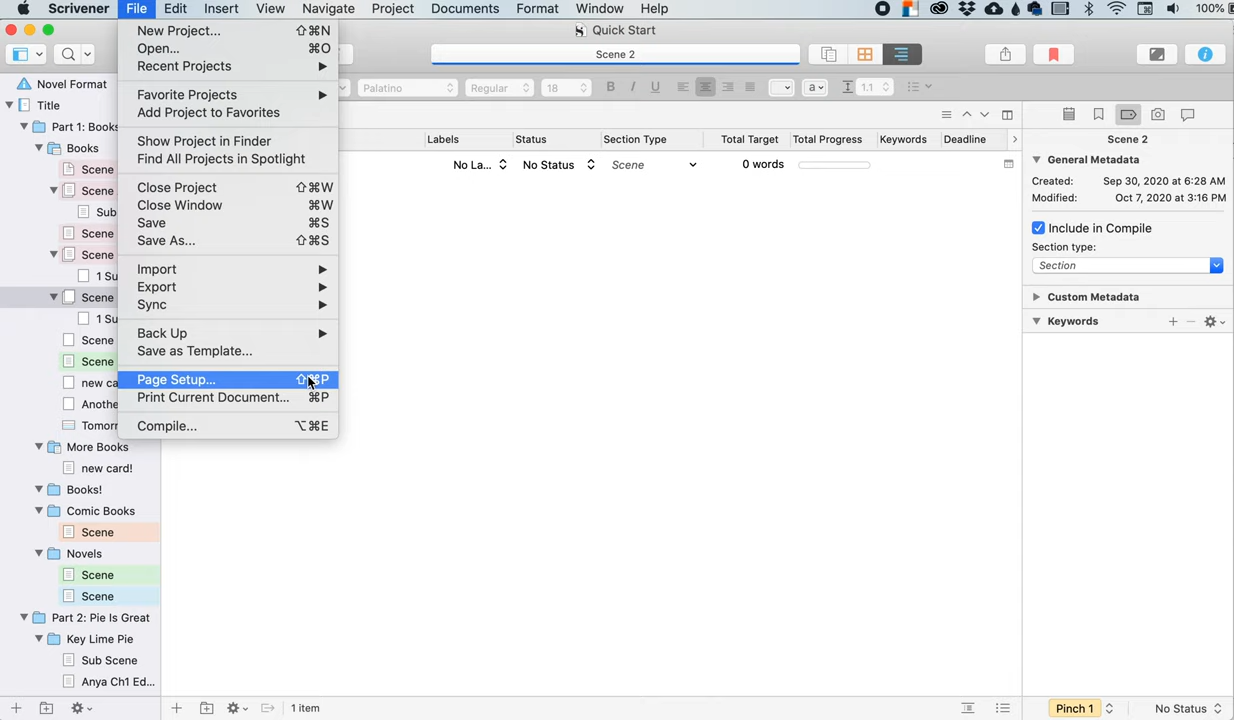 Scrivener File Edit Insert View Navigate Project Documents Format Window Help 100%
Quick Start
Scene 2
Palatino Regular 18 B I U a 1.1
Novel Format
Title
Part 1: Books
Books
Scene
Scene
Sub
Scene
Scene
1 Su
Scene
1 Su
Scene
Scene
new ca
Anothe
Tomorr
More Books
new card!
Books!
Comic Books
Scene
Novels
Scene
Scene
Part 2: Pie Is Great
Key Lime Pie
Sub Scene
Anya Ch1 Ed...
New Project... ⇧⌘N
Open... ⌘O
Recent Projects
Favorite Projects
Add Project to Favorites
Show Project in Finder
Find All Projects in Spotlight
Close Project ⇧⌘W
Close Window ⌘W
Save ⌘S
Save As... ⇧⌘S
Import
Export
Sync
Back Up
Save as Template...
Page Setup... ⇧⌘P
Print Current Document... ⌘P
Compile... ⌥⌘E
Labels Status Section Type Total Target Total Progress Keywords Deadline
No La... No Status Scene 0 words
1 item
Scene 2
General Metadata
Created: Sep 30, 2020 at 6:28 AM
Modified: Oct 7, 2020 at 3:16 PM
Include in Compile
Section type:
Section
Custom Metadata
Keywords
Pinch 1 No Status